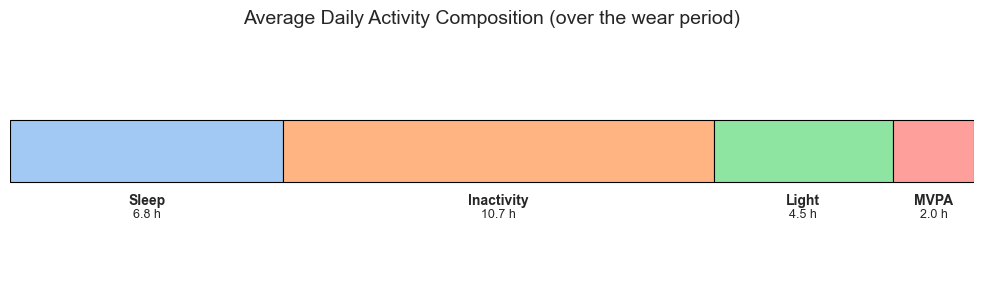 Average Daily Activity Composition (over the wear period)
Sleep
6.8 h
Inactivity
10.7 h
Light
4.5 h
MVPA
2.0 h